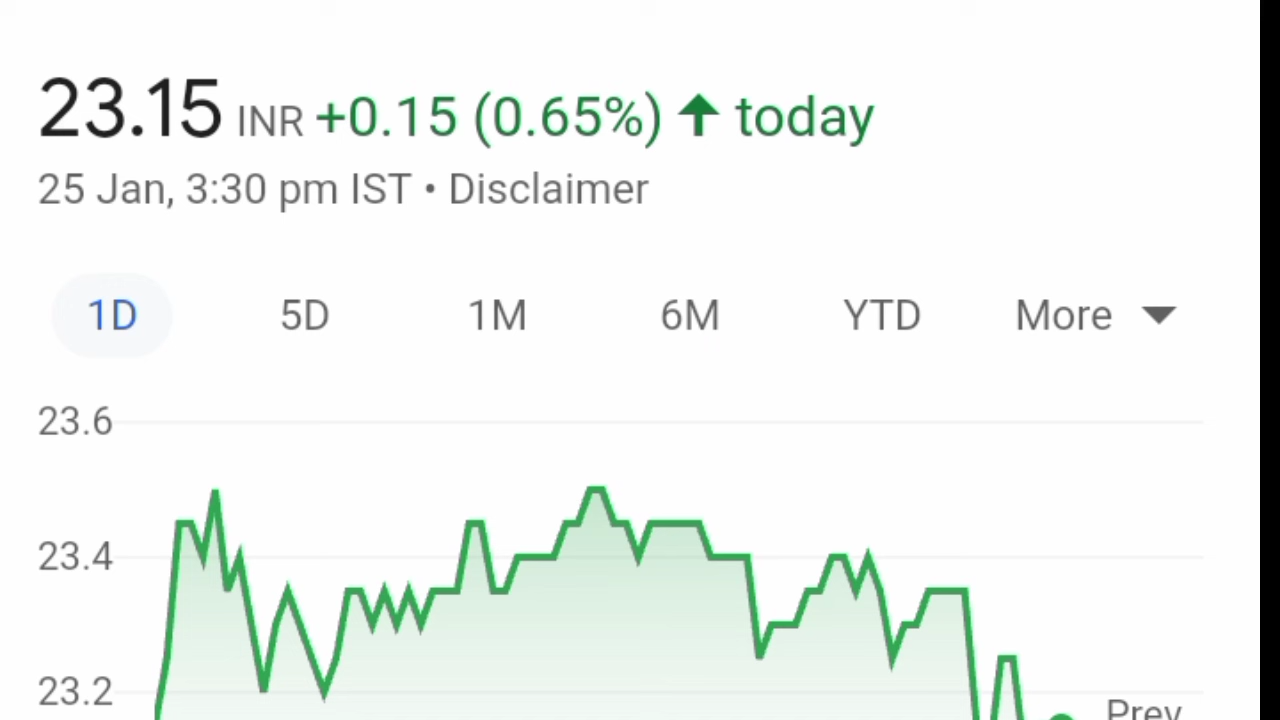 23.15 INR +0.15 (0.65%) ↑ today
25 Jan, 3:30 pm IST • Disclaimer
1D 5D 1M 6M YTD More
23.6
23.4
23.2
Prev